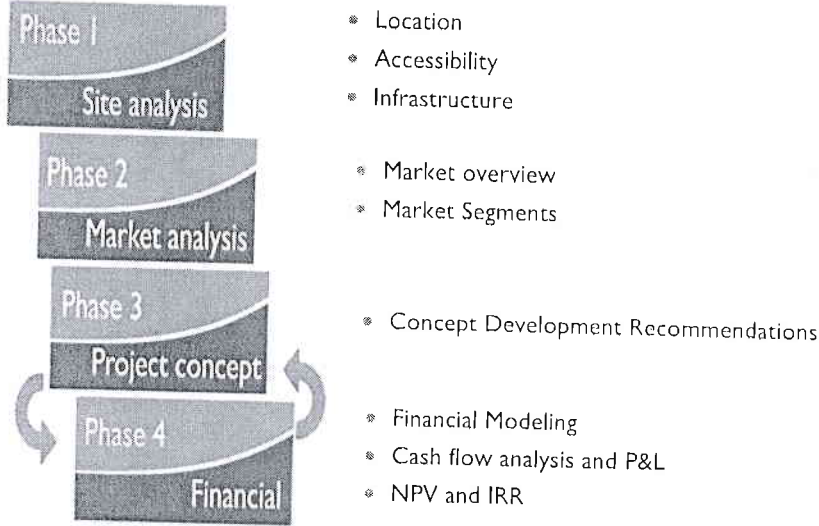 Phase 1
Site analysis
Location
Accessibility
Infrastructure
Phase 2
Market analysis
Market overview
Market Segments
Phase 3
Project concept
Concept Development Recommendations
Phase 4
Financial
Financial Modeling
Cash flow analysis and P&L
NPV and IRR